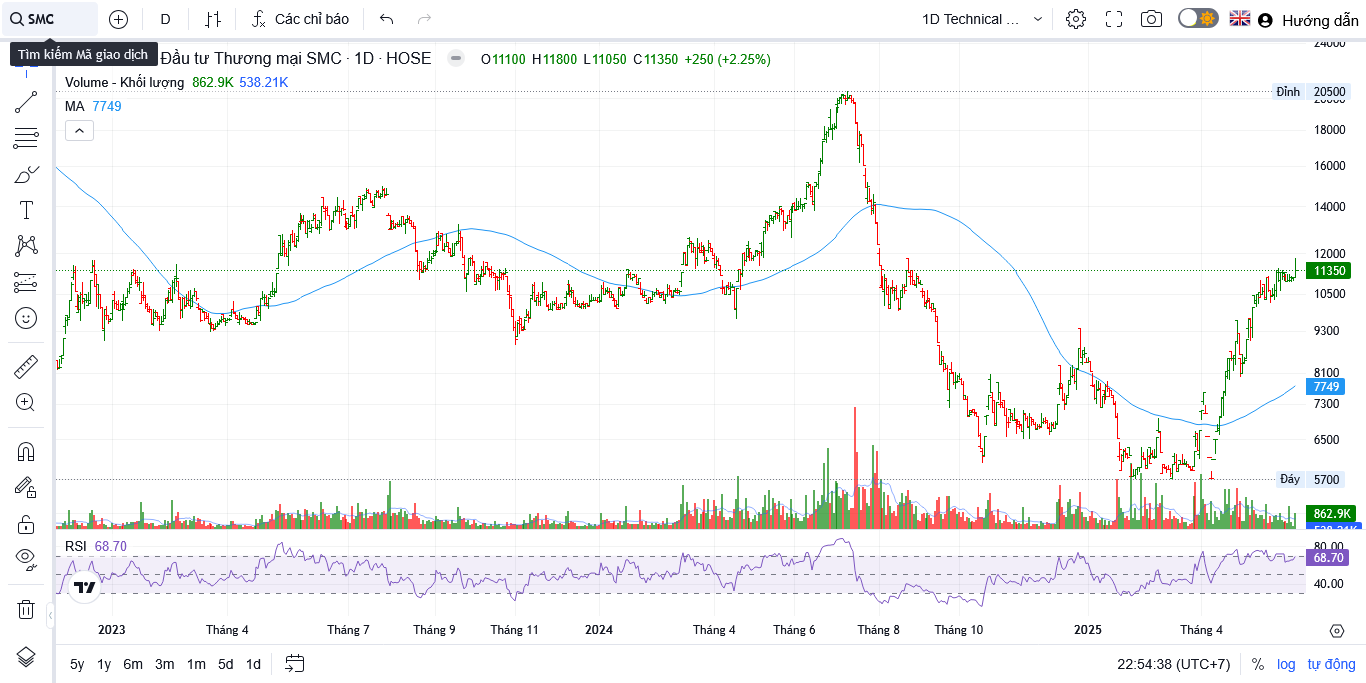 SMC
D
Các chỉ báo
1D Technical ...
Hướng dẫn
Tìm kiếm Mã giao dịch
Đầu tư Thương mại SMC · 1D · HOSE
O11100 H11800 L11050 C11350 +250 (+2.25%)
Volume - Khối lượng 862.9K 538.21K
MA 7749
24000
Đỉnh 20500
20000
18000
16000
14000
12000
11350
10500
9300
8100
7749
7300
6500
Đáy 5700
862.9K
538.21K
RSI 68.70
80.00
68.70
40.00
2023 Tháng 4 Tháng 7 Tháng 9 Tháng 11 2024 Tháng 4 Tháng 6 Tháng 8 Tháng 10 2025 Tháng 4
5y 1y 6m 3m 1m 5d 1d
22:54:38 (UTC+7) % log tự động